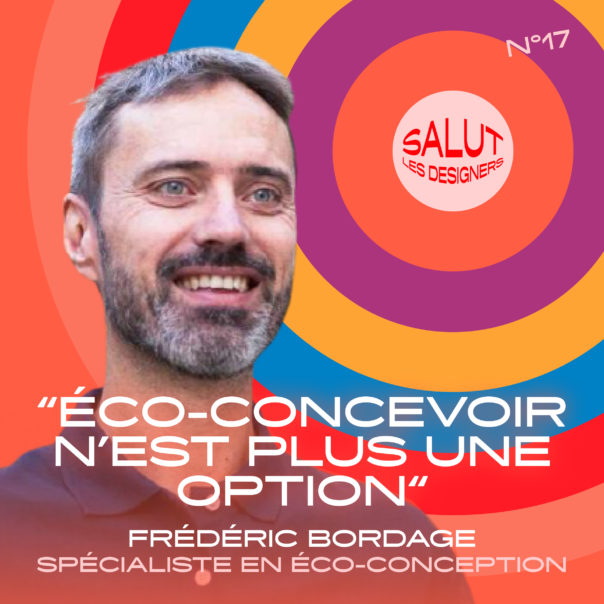 N°17
SALUT
LES DESIGNERS
“ÉCO-CONCEVOIR
N’EST PLUS UNE
OPTION“
FRÉDÉRIC BORDAGE
SPÉCIALISTE EN ÉCO-CONCEPTION